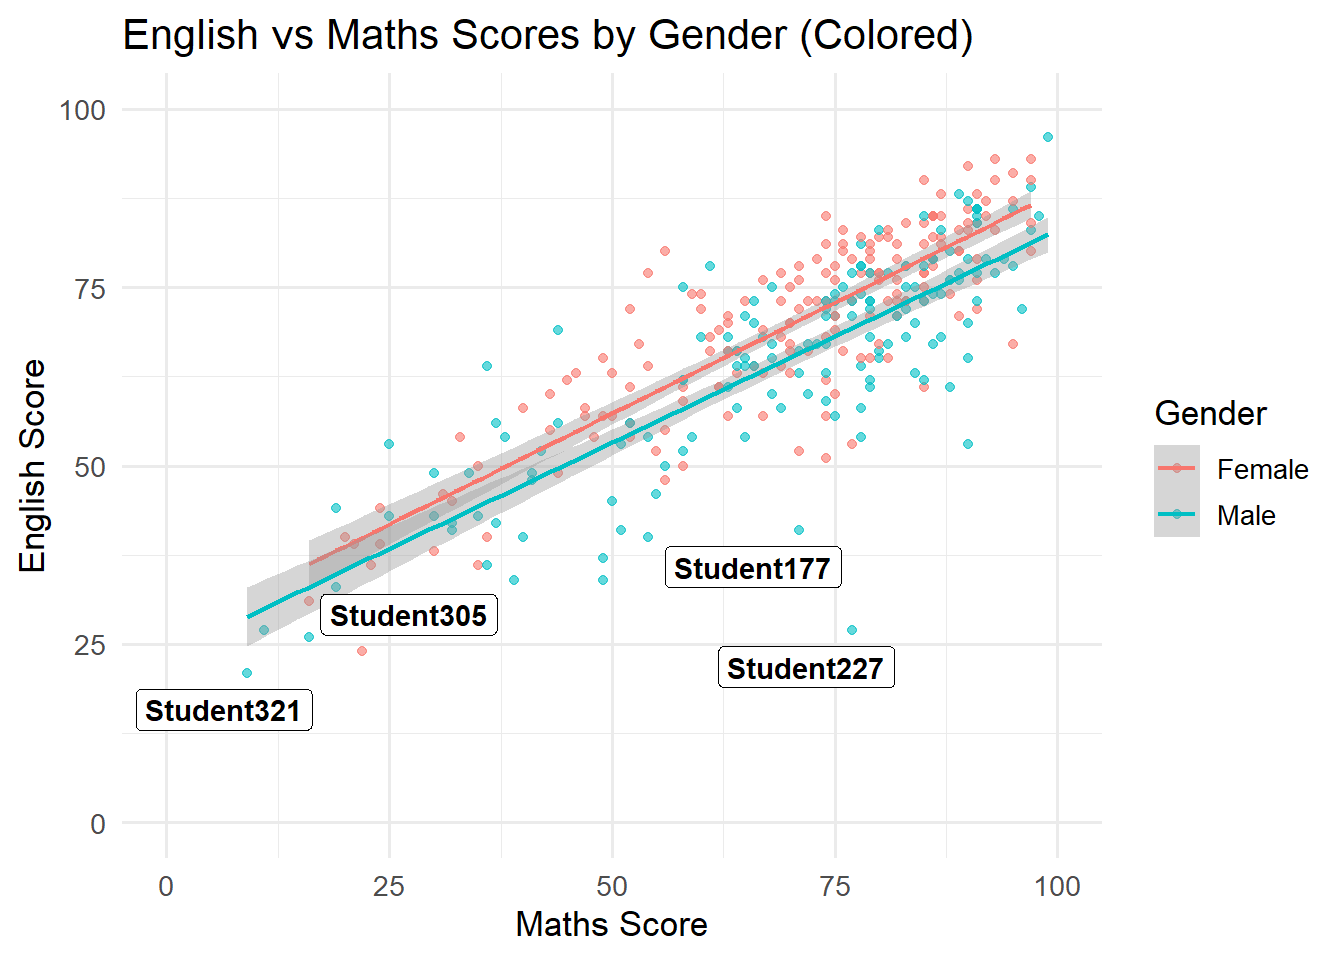 English vs Maths Scores by Gender (Colored)
100
75
50
25
0
English Score
Student177
Student305
Student227
Student321
0 25 50 75 100
Maths Score
Gender
Female
Male